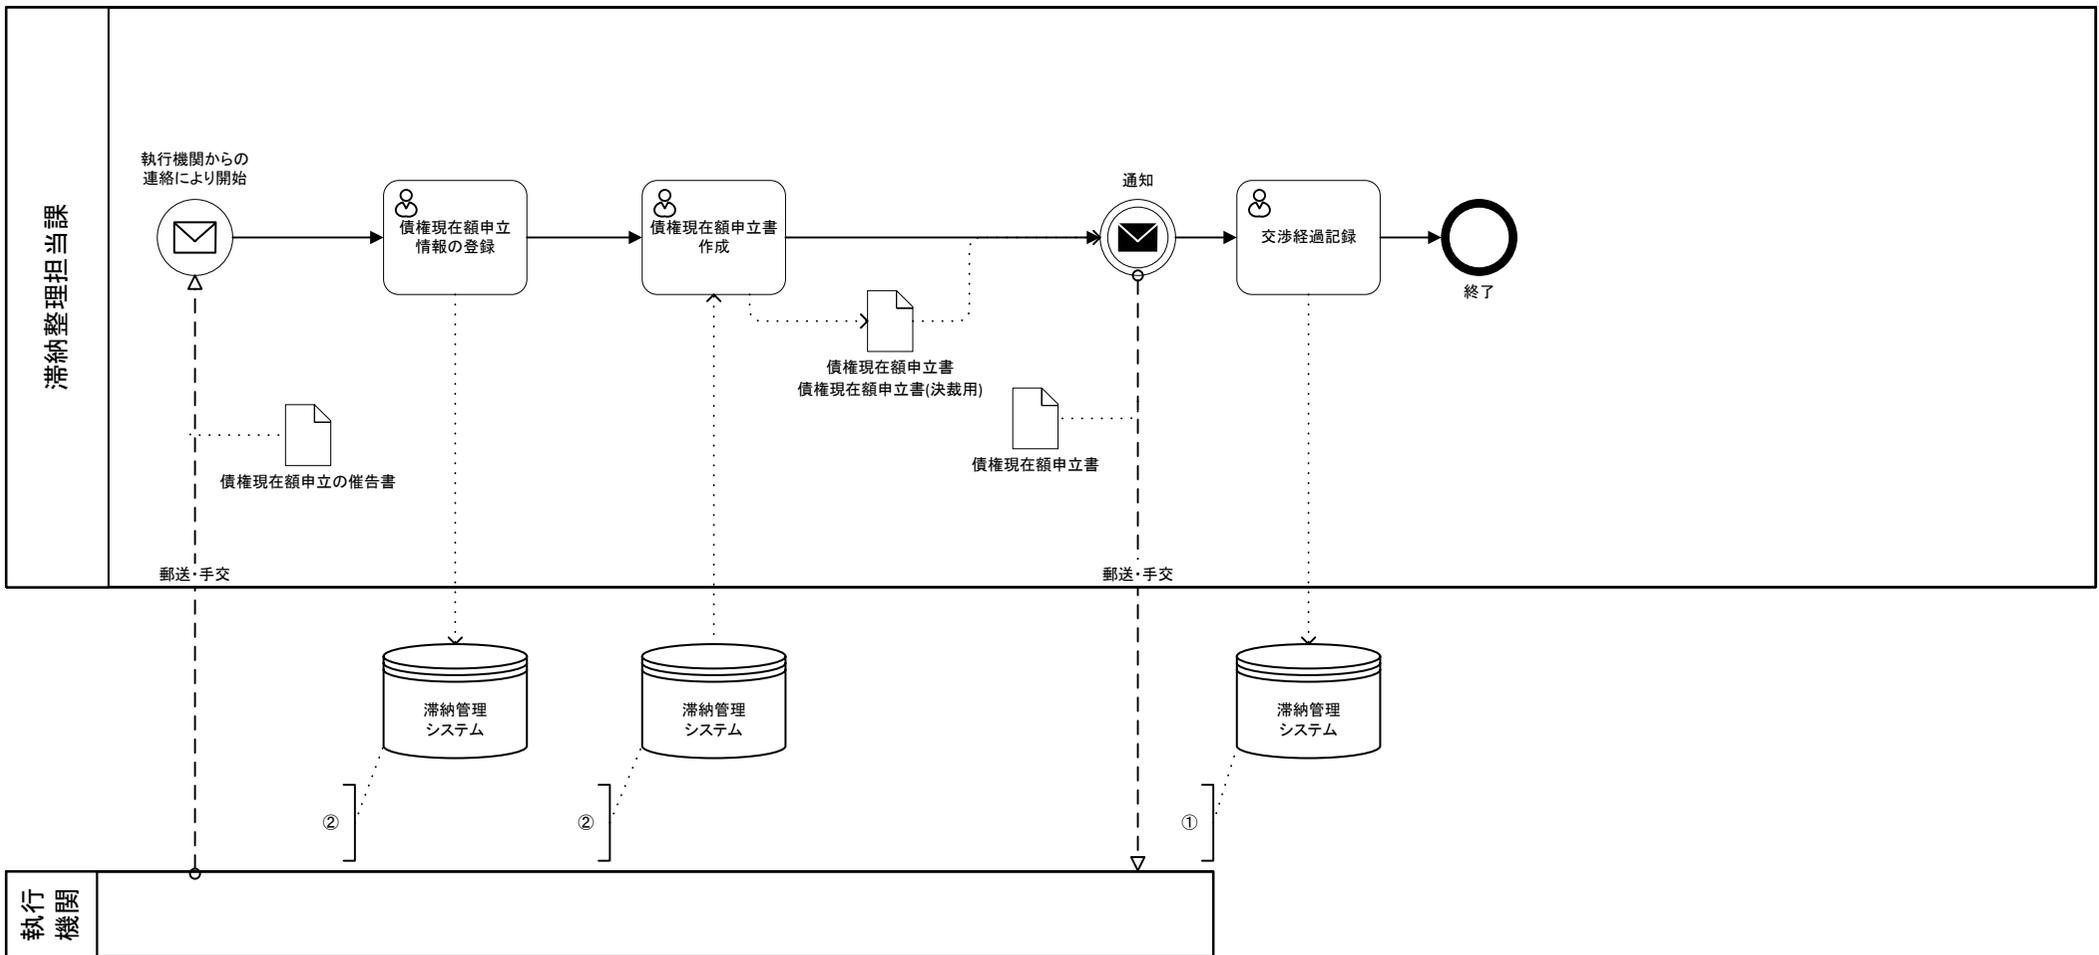 滞納整理担当課
執行機関からの
連絡により開始
債権現在額申立
情報の登録
債権現在額申立書
作成
通知
交渉経過記録
終了
債権現在額申立書
債権現在額申立書(決裁用)
債権現在額申立書
債権現在額申立の催告書
郵送・手交
郵送・手交
滞納管理
システム
滞納管理
システム
滞納管理
システム
②
②
①
執行
機関